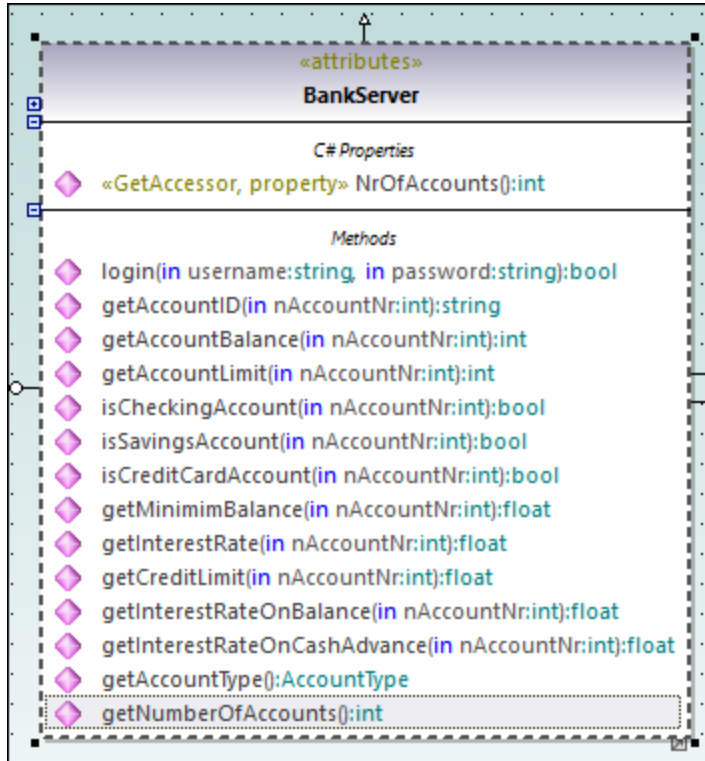 «attributes»
BankServer
C# Properties
«GetAccessor, property» NrOfAccounts():int
Methods
login(in username:string, in password:string):bool
getAccountID(in nAccountNr:int):string
getAccountBalance(in nAccountNr:int):int
getAccountLimit(in nAccountNr:int):int
isCheckingAccount(in nAccountNr:int):bool
isSavingsAccount(in nAccountNr:int):bool
isCreditCardAccount(in nAccountNr:int):bool
getMinimimBalance(in nAccountNr:int):float
getInterestRate(in nAccountNr:int):float
getCreditLimit(in nAccountNr:int):float
getInterestRateOnBalance(in nAccountNr:int):float
getInterestRateOnCashAdvance(in nAccountNr:int):float
getAccountType():AccountType
getNumberOfAccounts():int